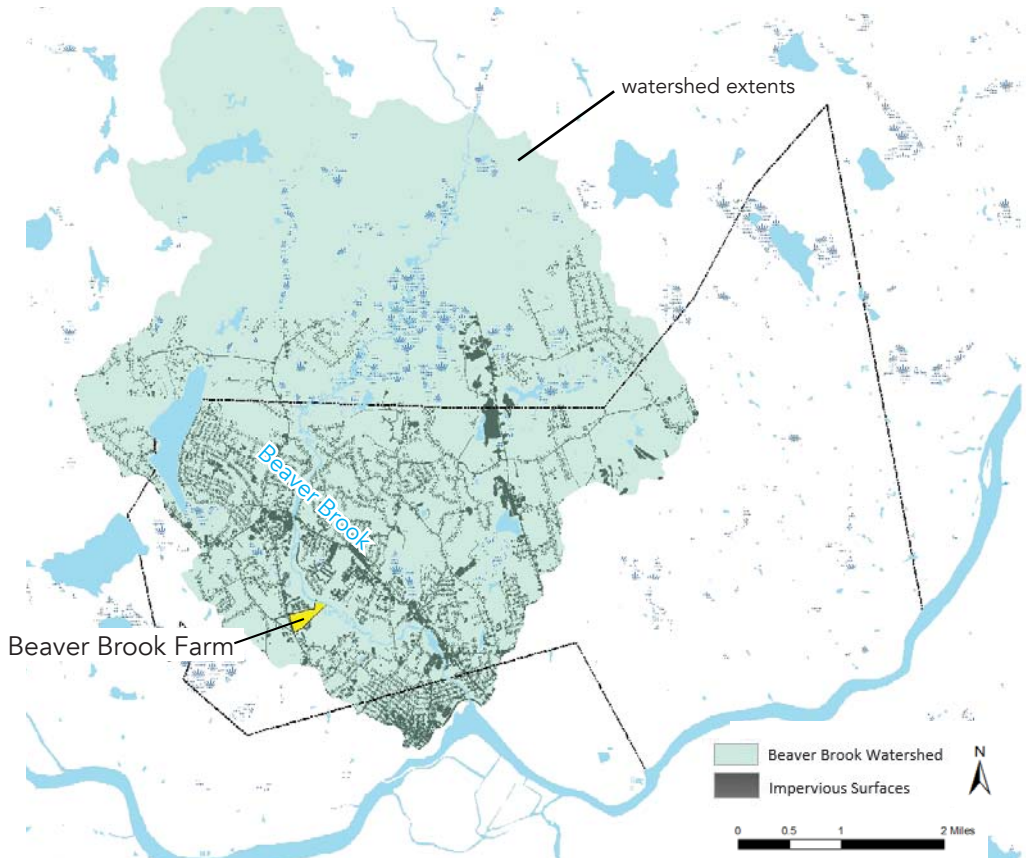 watershed extents
Beaver Brook
Beaver Brook Farm
Beaver Brook Watershed
Impervious Surfaces
N
0 0.5 1 2 Miles